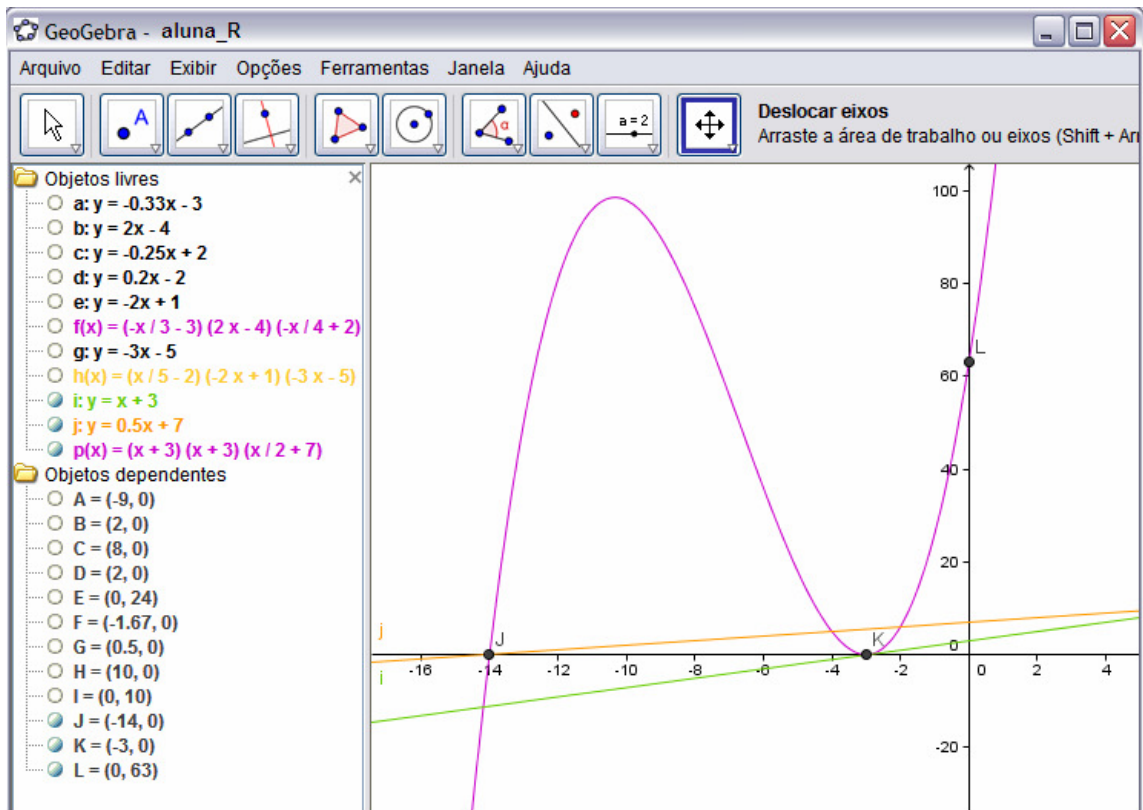 GeoGebra - aluna_R
Arquivo Editar Exibir Opções Ferramentas Janela Ajuda
A
α
a = 2
Deslocar eixos
Arraste a área de trabalho ou eixos (Shift + Arr
Objetos livres
a: y = -0.33x - 3
b: y = 2x - 4
c: y = -0.25x + 2
d: y = 0.2x - 2
e: y = -2x + 1
f(x) = (-x / 3 - 3) (2 x - 4) (-x / 4 + 2)
g: y = -3x - 5
h(x) = (x / 5 - 2) (-2 x + 1) (-3 x - 5)
i: y = x + 3
j: y = 0.5x + 7
p(x) = (x + 3) (x + 3) (x / 2 + 7)
Objetos dependentes
A = (-9, 0)
B = (2, 0)
C = (8, 0)
D = (2, 0)
E = (0, 24)
F = (-1.67, 0)
G = (0.5, 0)
H = (10, 0)
I = (0, 10)
J = (-14, 0)
K = (-3, 0)
L = (0, 63)
100
80
L
60
40
20
j
J
K
0
-16 -14 -12 -10 -8 -6 -4 -2 0 2 4
i
-20